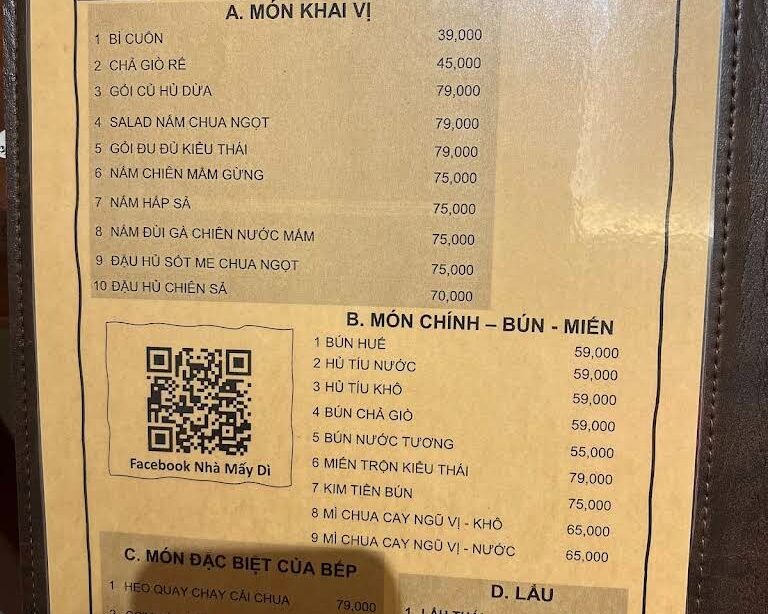 A. MÓN KHAI VỊ
1 BÌ CUỐN 39,000
2 CHẢ GIÒ RẾ 45,000
3 GỎI CỦ HỦ DỪA 79,000
4 SALAD NẤM CHUA NGỌT 79,000
5 GỎI ĐU ĐỦ KIỂU THÁI 79,000
6 NẤM CHIÊN MẮM GỪNG 75,000
7 NẤM HẤP SẢ 75,000
8 NẤM ĐÙI GÀ CHIÊN NƯỚC MẮM 75,000
9 ĐẬU HỦ SỐT ME CHUA NGỌT 75,000
10 ĐẬU HỦ CHIÊN SẢ 70,000
B. MÓN CHÍNH – BÚN - MIẾN
1 BÚN HUẾ 59,000
2 HỦ TÍU NƯỚC 59,000
3 HỦ TÍU KHÔ 59,000
4 BÚN CHẢ GIÒ 59,000
5 BÚN NƯỚC TƯƠNG 55,000
6 MIẾN TRỘN KIỂU THÁI 79,000
7 KIM TIỀN BÚN 75,000
8 MÌ CHUA CAY NGŨ VỊ - KHÔ 65,000
9 MÌ CHUA CAY NGŨ VỊ - NƯỚC 65,000
Facebook Nhà Mấy Dì
C. MÓN ĐẶC BIỆT CỦA BẾP
1 HEO QUAY CHAY CẢI CHUA 79,000
D. LẨU
1 LẨU